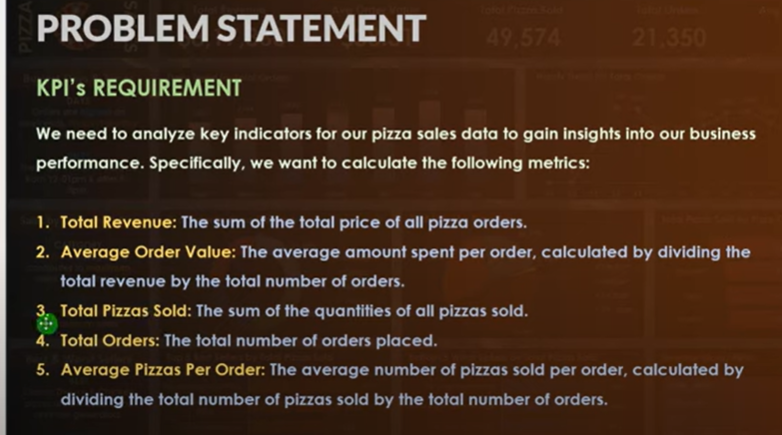 PIZZA
49,574
21,350
PROBLEM STATEMENT
KPI's REQUIREMENT
We need to analyze key indicators for our pizza sales data to gain insights into our business
performance. Specifically, we want to calculate the following metrics:
1. Total Revenue: The sum of the total price of all pizza orders.
2. Average Order Value: The average amount spent per order, calculated by dividing the
total revenue by the total number of orders.
3. Total Pizzas Sold: The sum of the quantities of all pizzas sold.
4. Total Orders: The total number of orders placed.
5. Average Pizzas Per Order: The average number of pizzas sold per order, calculated by
dividing the total number of pizzas sold by the total number of orders.